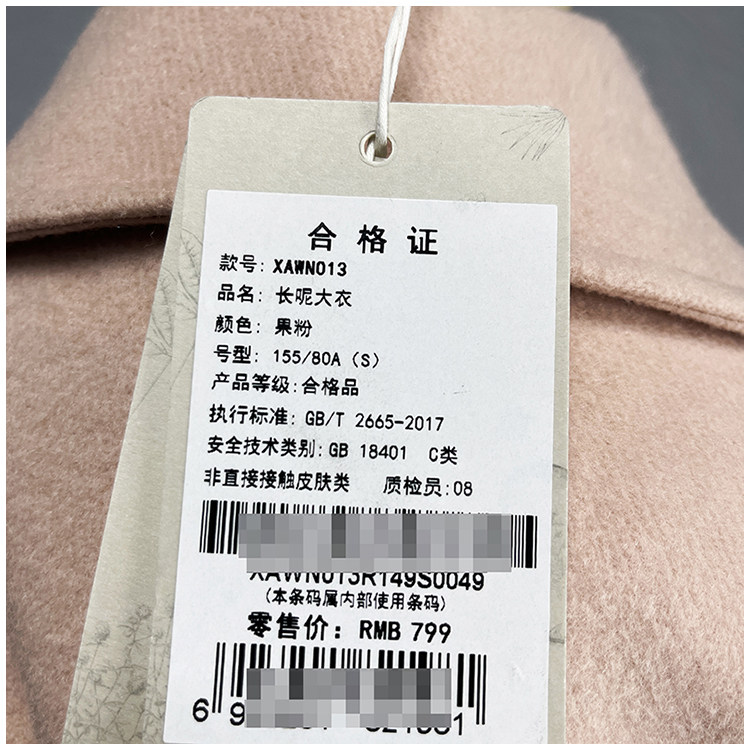 合格证
款号: XAWN013
品名: 长呢大衣
颜色: 果粉
号型: 155/80A (S)
产品等级:合格品
执行标准: GB/T 2665-2017
安全技术类别:GB 18401 C类
非直接接触皮肤类 质检员:08
XAWN013R149S0049
(本条码属内部使用条码)
零售价: RMB 799